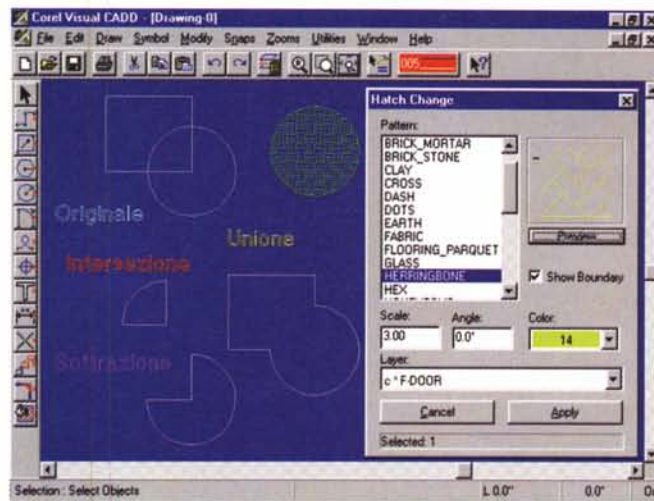 Corel Visual CADD - [Drawing-0]
File Edit Draw Symbol Modify Snaps Zooms Utilities Window Help
005
Hatch Change
Pattern:
BRICK_MORTAR
BRICK_STONE
CLAY
CROSS
DASH
DOTS
EARTH
FABRIC
FLOORING_PARQUET
GLASS
HERRINGBONE
HEX
Preview
Show Boundary
Scale:
Angle:
Color:
3.00
0.0°
14
Layer:
c * F-DOOR
Cancel
Apply
Selected: 1
Originale
Unione
Intersezione
Sottrazione
Selection : Select Objects
L 0.0"
0.0°